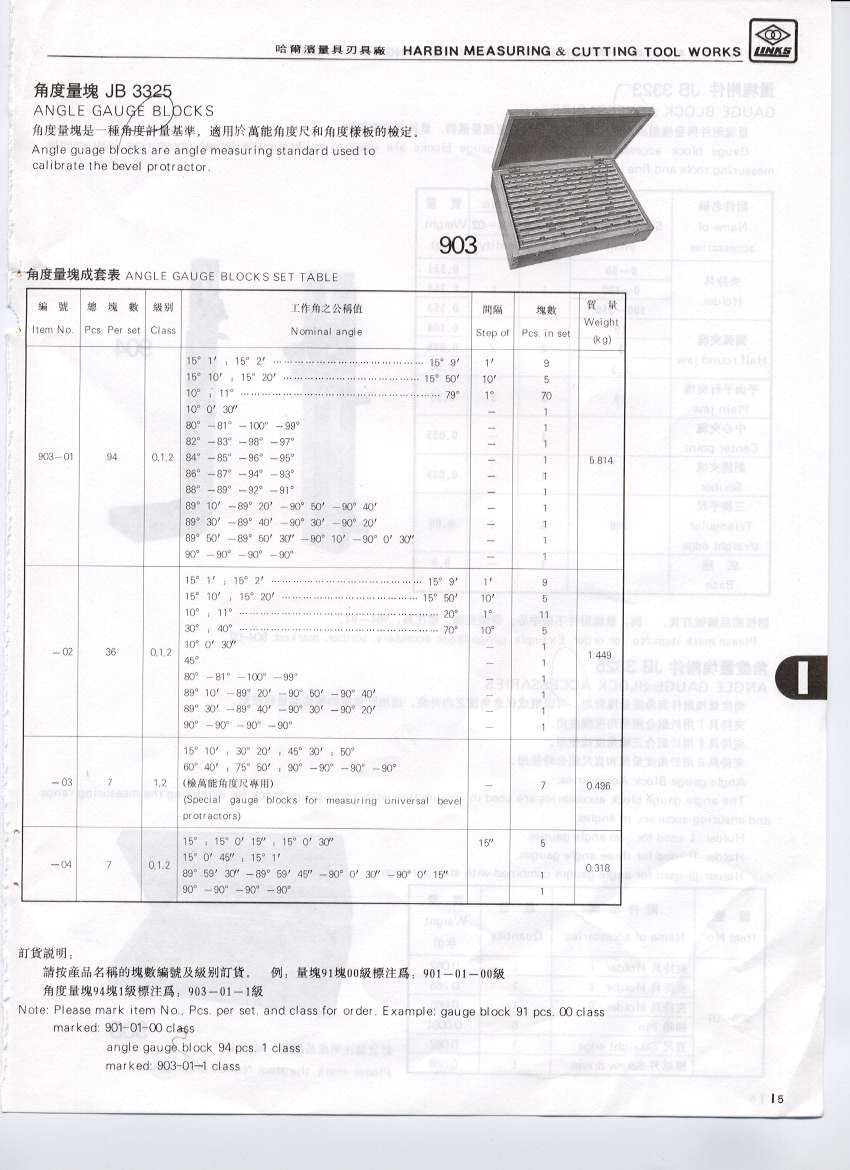 哈爾濱量具刃具廠 HARBIN MEASURING & CUTTING TOOL WORKS LINKS
角度量塊 JB 3325
ANGLE GAUGE BLOCKS
角度量塊是一種角度計量基準，適用於萬能角度尺和角度樣板的檢定。
Angle guage blocks are angle measuring standard used to
calibrate the bevel protractor.
903
角度量塊成套表 ANGLE GAUGE BLOCKS SET TABLE
編 號 總 塊 數 級别 工作角之公稱值 間隔 塊數 質 量
Item No. Pcs. Per set Class Nominal angle Step of Pcs. in set Weight (kg)
15° 1′ ; 15° 2′ ………………………………… 15° 9′ 1′ 9
15° 10′ ; 15° 20′ ………………………………… 15° 50′ 10′ 5
10° ; 11° ………………………………………… 79° 1° 70
10° 0′ 30″ — 1
80° —81° —100° —99° — 1
82° —83° —98° —97° — 1
903—01 94 0,1,2 84° —85° —96° —95° — 1 5.814
86° —87° —94° —93° — 1
88° —89° —92° —91° — 1
89° 10′ —89° 20′ —90° 50′ —90° 40′ — 1
89° 30′ —89° 40′ —90° 30′ —90° 20′ — 1
89° 50′ —89° 50′ 30″ —90° 10′ —90° 0′ 30″ — 1
90° —90° —90° —90° — 1
15° 1′ ; 15° 2′ ………………………………… 15° 9′ 1′ 9
15° 10′ ; 15° 20′ ………………………………… 15° 50′ 10′ 5
10° ; 11° ………………………………………… 20° 1° 11
30° ; 40° ………………………………………… 70° 10° 5
10° 0′ 30″ — 1
—02 36 0,1,2 45° — 1 1.449
80° —81° —100° —99° — 1
89° 10′ —89° 20′ —90° 50′ —90° 40′ — 1
89° 30′ —89° 40′ —90° 30′ —90° 20′ — 1
90° —90° —90° —90° — 1
15° 10′ ; 30° 20′ ; 45° 30′ ; 50°
60° 40′ ; 75° 50′ ; 90° —90° —90° —90°
—03 7 1,2 (檢萬能角度尺專用) — 7 0.496
(Special gauge blocks for measuring universal bevel
protractors)
15° ; 15° 0′ 15″ ; 15° 0′ 30″ 15″ 5
15° 0′ 45″ ; 15° 1′
—04 7 0,1,2 89° 59′ 30″ —89° 59′ 45″ —90° 0′ 30″ —90° 0′ 15″ 1 0.318
90° —90° —90° —90° 1
I
訂貨説明；
請按産品名稱的塊數編號及級别訂貨。 例；量塊91塊00級標注爲；901—01—00級
角度量塊94塊1級標注爲；903—01—1級
Note: Please mark item No., Pcs. per set. and class for order. Example: gauge block 91 pcs. 00 class
marked: 901-01-00 class
angle gauge block 94 pcs. 1 class
marked: 903-01-1 class
I5